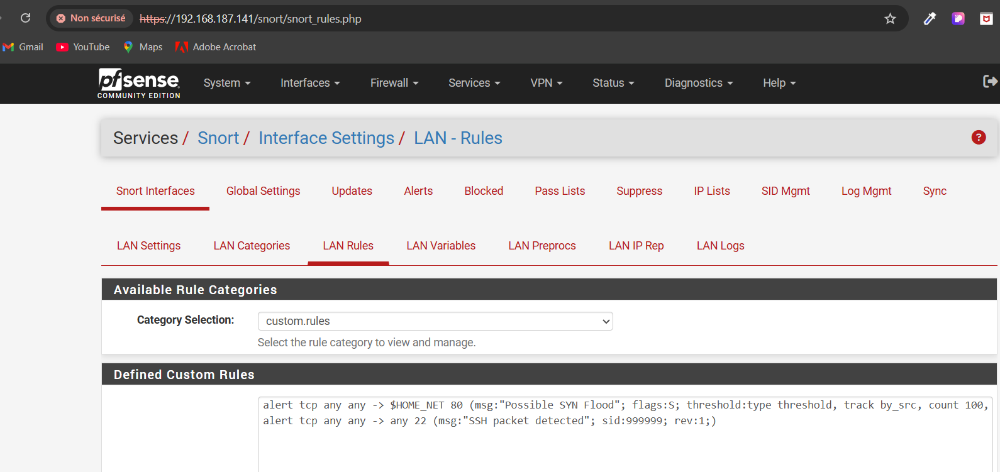 Non sécurisé https://192.168.187.141/snort/snort_rules.php
Gmail YouTube Maps Adobe Acrobat
pfsense System Interfaces Firewall Services VPN Status Diagnostics Help
COMMUNITY EDITION
Services / Snort / Interface Settings / LAN - Rules ?
Snort Interfaces Global Settings Updates Alerts Blocked Pass Lists Suppress IP Lists SID Mgmt Log Mgmt Sync
LAN Settings LAN Categories LAN Rules LAN Variables LAN Preprocs LAN IP Rep LAN Logs
Available Rule Categories
Category Selection: custom.rules
Select the rule category to view and manage.
Defined Custom Rules
alert tcp any any -> $HOME_NET 80 (msg:"Possible SYN Flood"; flags:S; threshold:type threshold, track by_src, count 100,
alert tcp any any -> any 22 (msg:"SSH packet detected"; sid:999999; rev:1;)